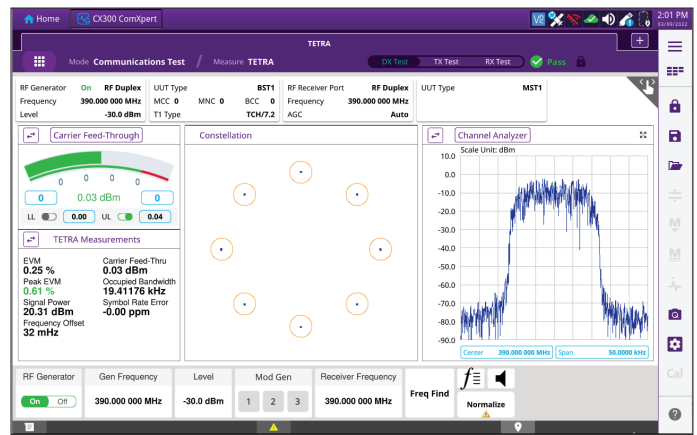 Home
CX300 ComXpert
V2
2:01 PM
03/09/2022
TETRA
Mode Communications Test / Measure TETRA
DX Test
TX Test
RX Test
Pass
RF Generator On RF Duplex
Frequency 390.000 000 MHz
Level -30.0 dBm
UUT Type BST1
MCC 0 MNC 0 BCC 0
T1 Type TCH/7.2
RF Receiver Port RF Duplex
Frequency 390.000 000 MHz
AGC Auto
UUT Type MST1
Carrier Feed-Through
0 0 0 0
0 0.03 dBm 0
LL 0.00 UL 0.04
TETRA Measurements
EVM
0.25 %
Peak EVM
0.61 %
Signal Power
20.31 dBm
Frequency Offset
32 mHz
Carrier Feed-Thru
0.03 dBm
Occupied Bandwidth
19.41176 kHz
Symbol Rate Error
-0.00 ppm
Constellation
Channel Analyzer
Scale Unit: dBm
10.0
0.0
-10.0
-20.0
-30.0
-40.0
-50.0
-60.0
-70.0
-80.0
-90.0
Center 390.000 000 MHz
Span 50.0000 kHz
M
M
Cal
?
RF Generator
On Off
Gen Frequency
390.000 000 MHz
Level
-30.0 dBm
Mod Gen
1 2 3
Receiver Frequency
390.000 000 MHz
Freq Find
f
Normalize